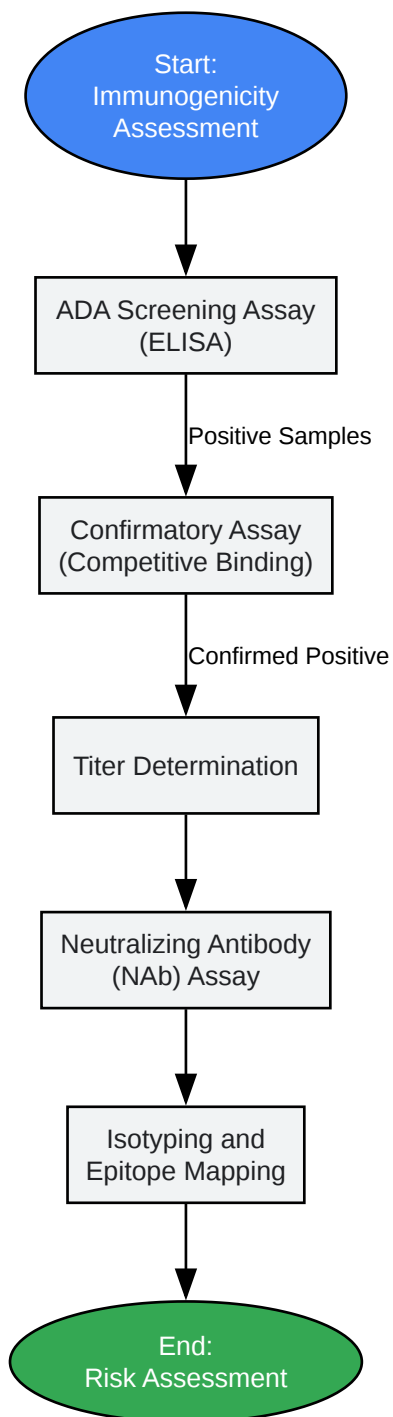 Start:
Immunogenicity
Assessment
ADA Screening Assay
(ELISA)
Positive Samples
Confirmatory Assay
(Competitive Binding)
Confirmed Positive
Titer Determination
Neutralizing Antibody
(NAb) Assay
Isotyping and
Epitope Mapping
End:
Risk Assessment